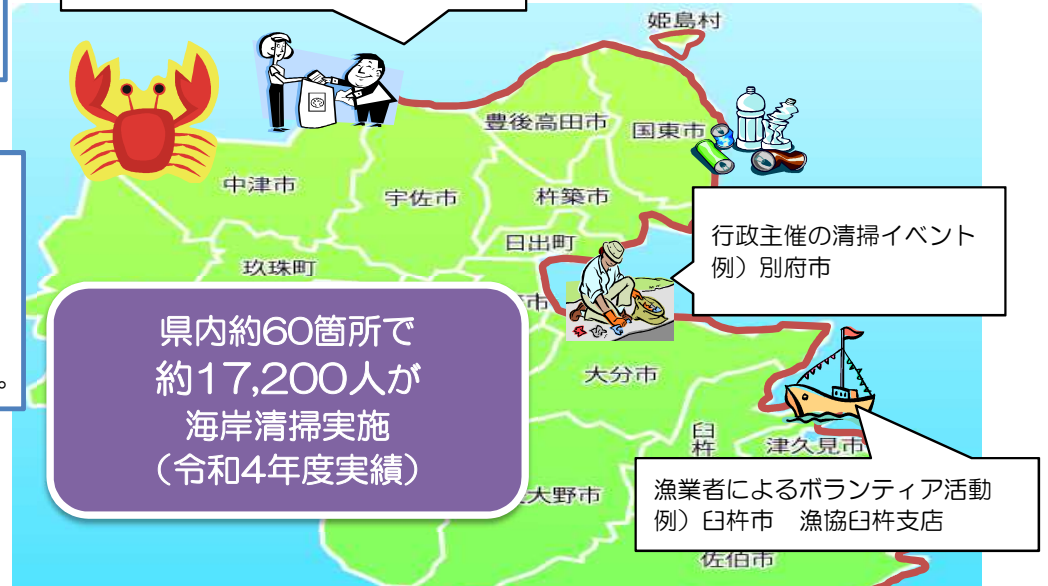 姫島村
豊後高田市
国東市
中津市
宇佐市
杵築市
日出町
玖珠町
行政主催の清掃イベント
例）別府市
市
県内約60箇所で
約17,200人が
海岸清掃実施
（令和4年度実績）
。
大分市
臼杵
津久見市
大野市
漁業者によるボランティア活動
例）臼杵市　漁協臼杵支店
佐伯市